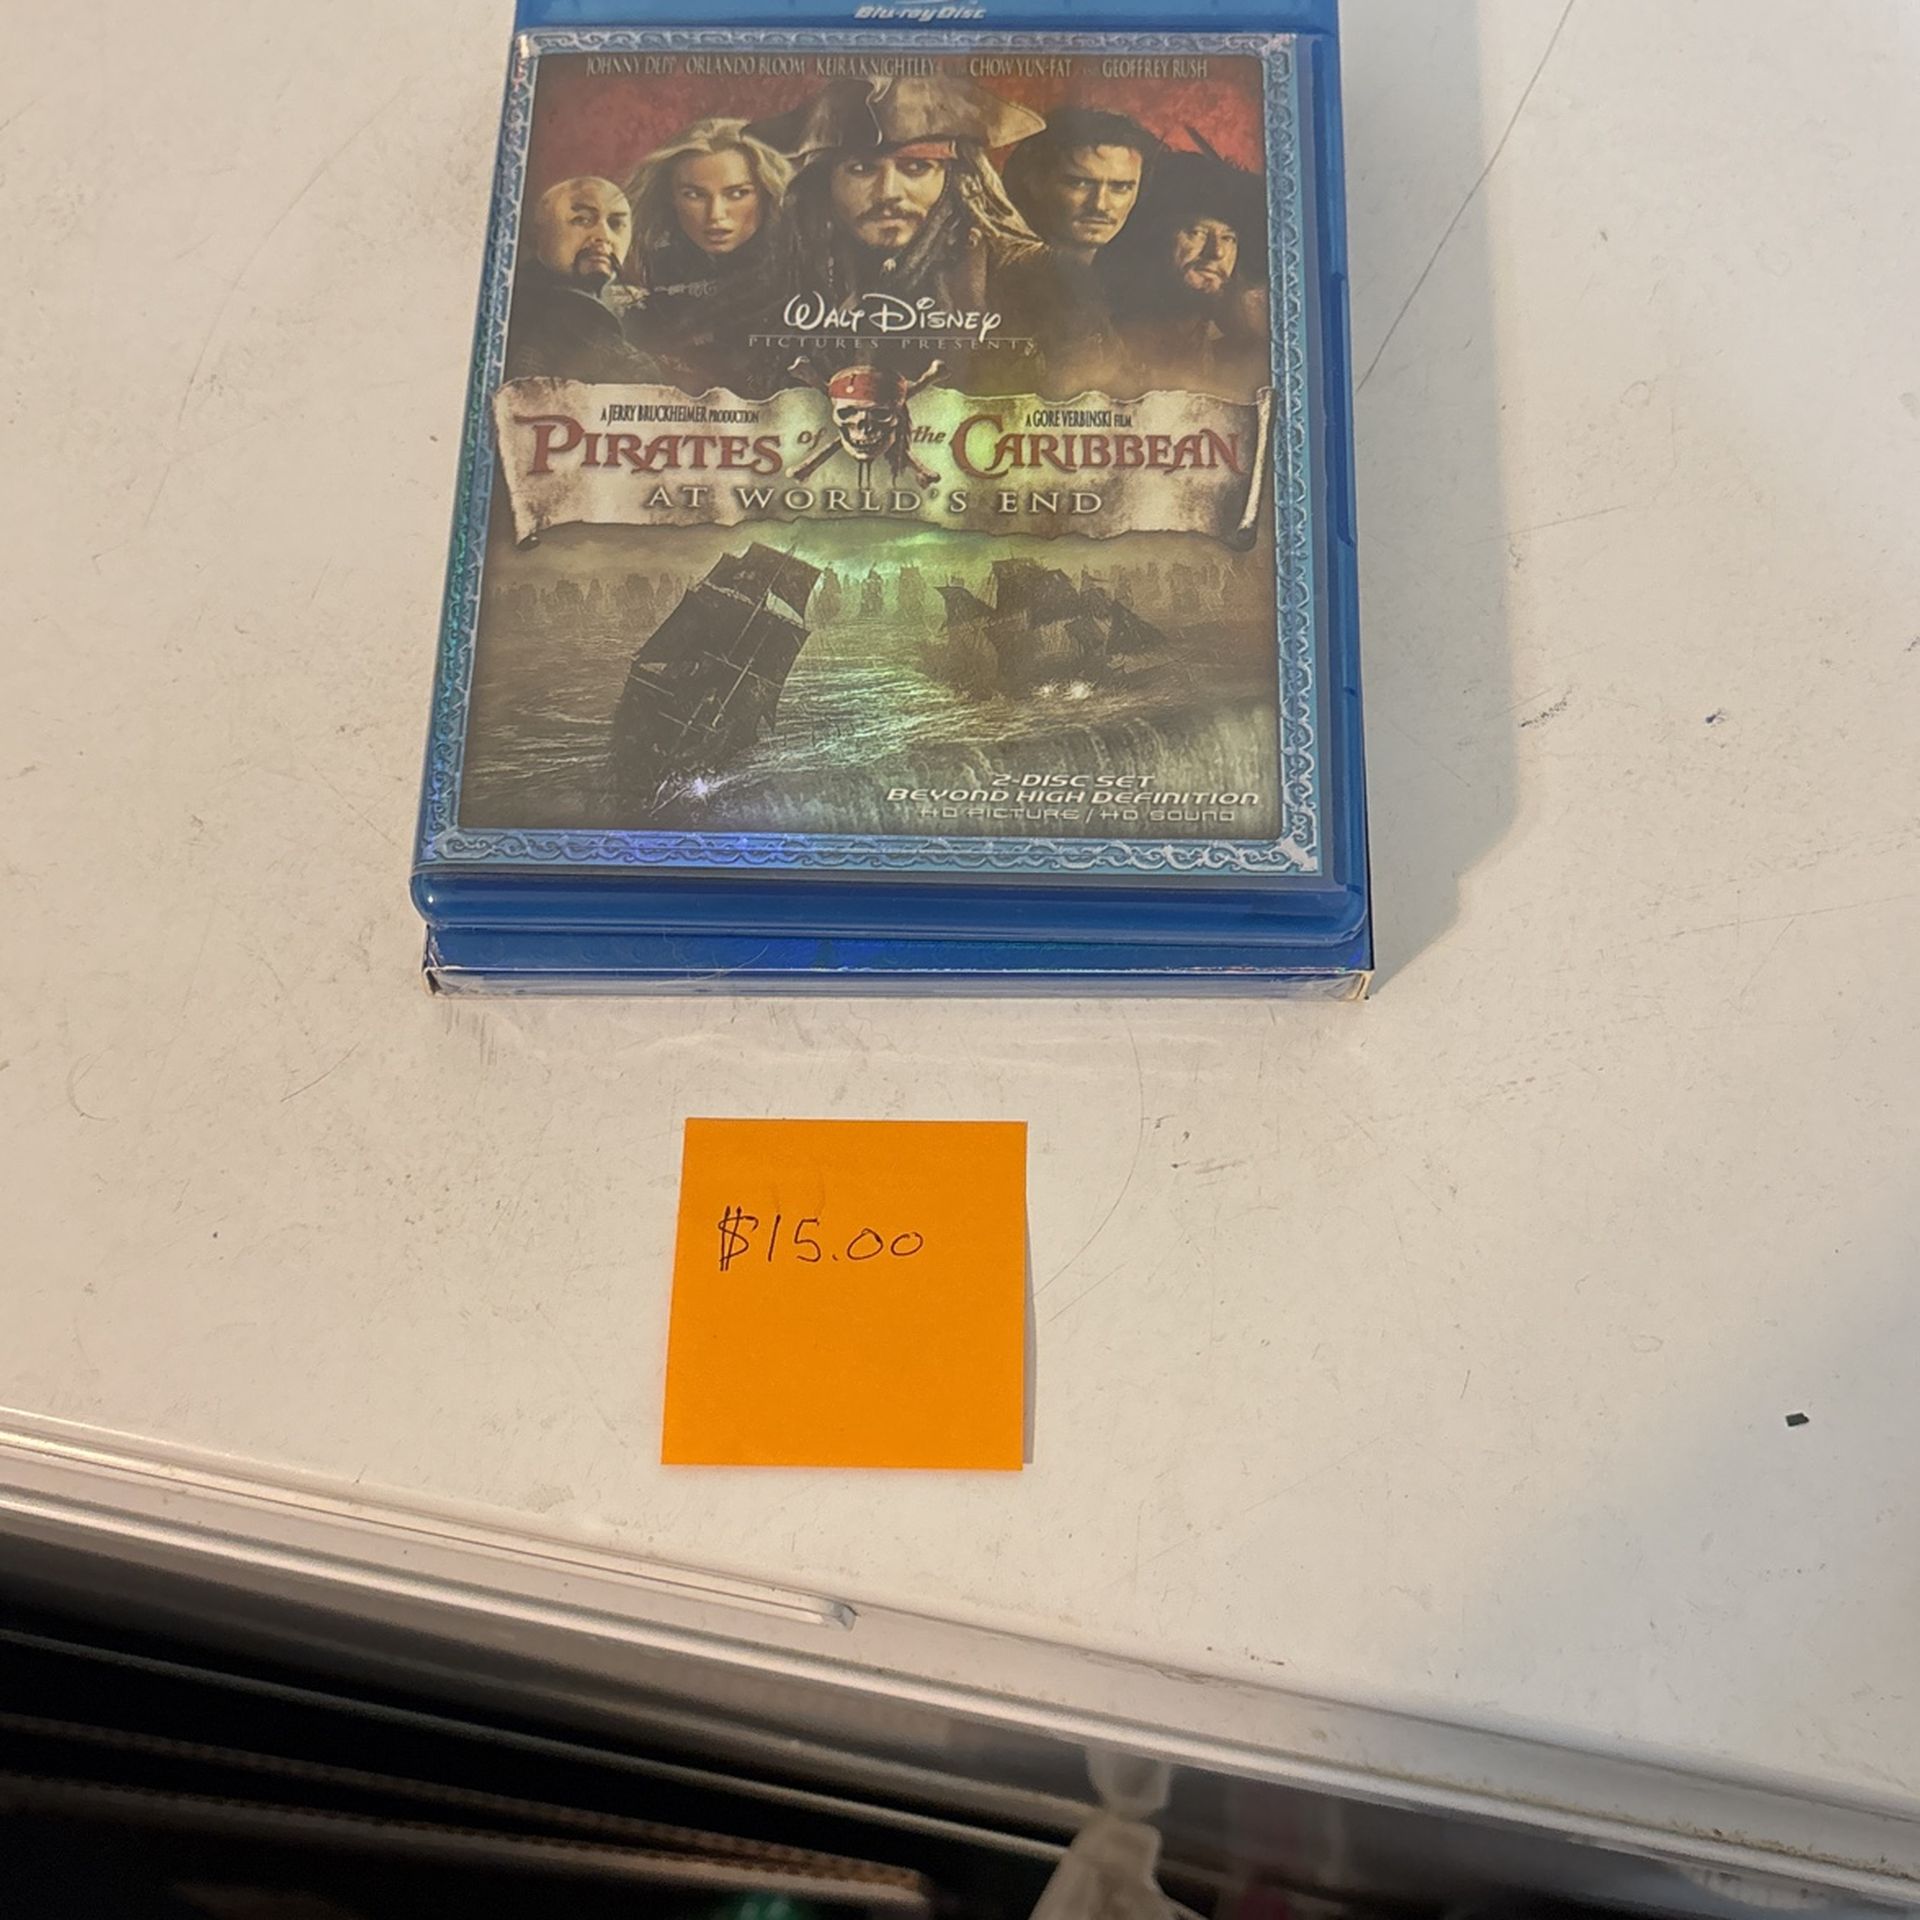 Blu-ray Disc
JOHNNY DEPP ORLANDO BLOOM KEIRA KNIGHTLEY CHOW YUN-FAT GEOFFREY RUSH
WALT DISNEY
PICTURES PRESENTS
A JERRY BRUCKHEIMER PRODUCTION A GORE VERBINSKI FILM
PIRATES of the CARIBBEAN
AT WORLD'S END
2-DISC SET
BEYOND HIGH DEFINITION
HD PICTURE / HD SOUND
$15.00